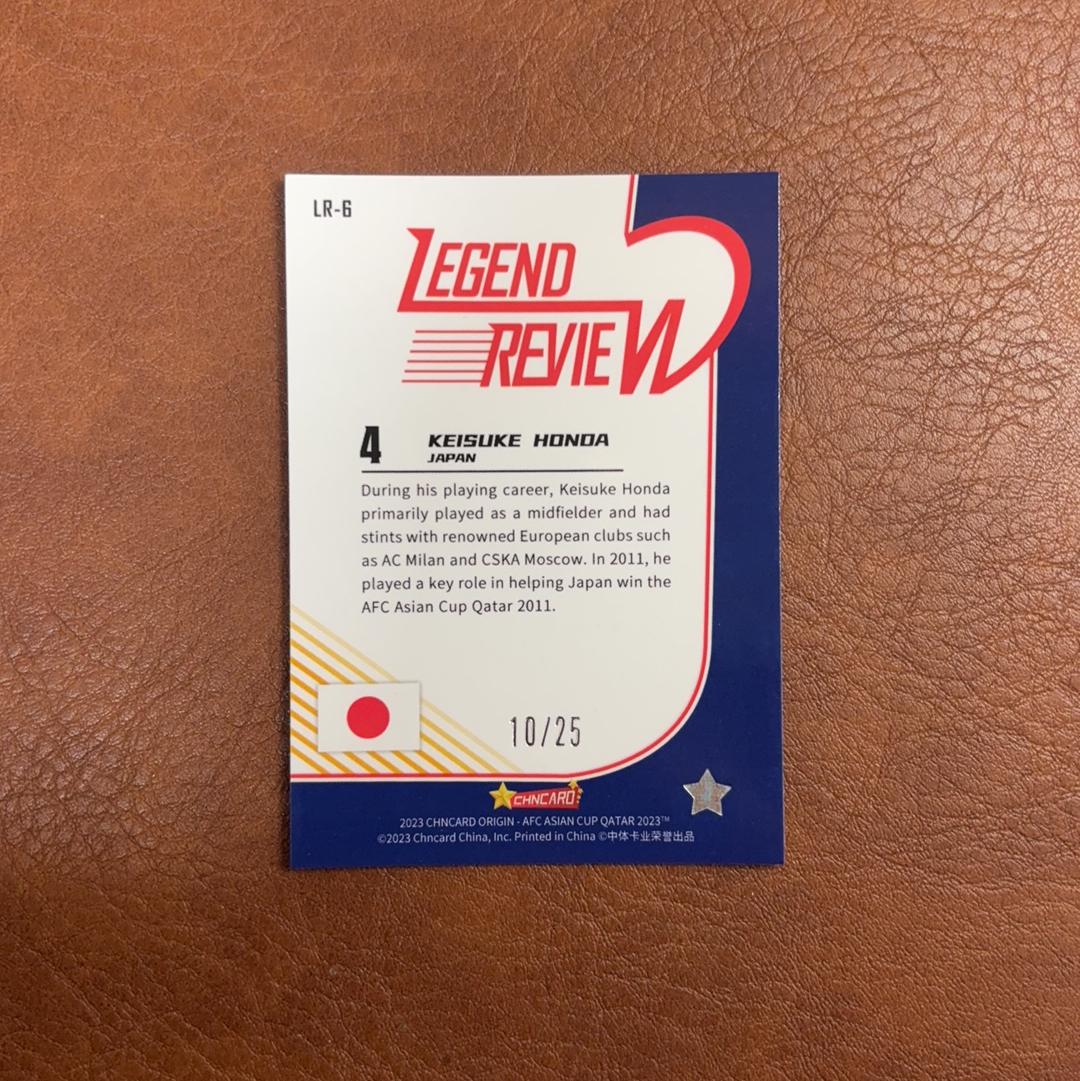 LR-6
LEGEND
REVIEW
4
KEISUKE HONDA
JAPAN
During his playing career, Keisuke Honda
primarily played as a midfielder and had
stints with renowned European clubs such
as AC Milan and CSKA Moscow. In 2011, he
played a key role in helping Japan win the
AFC Asian Cup Qatar 2011.
10/25
CHNCARD
2023 CHNCARD ORIGIN - AFC ASIAN CUP QATAR 2023™
©2023 Chncard China, Inc. Printed in China ©中体卡业荣誉出品